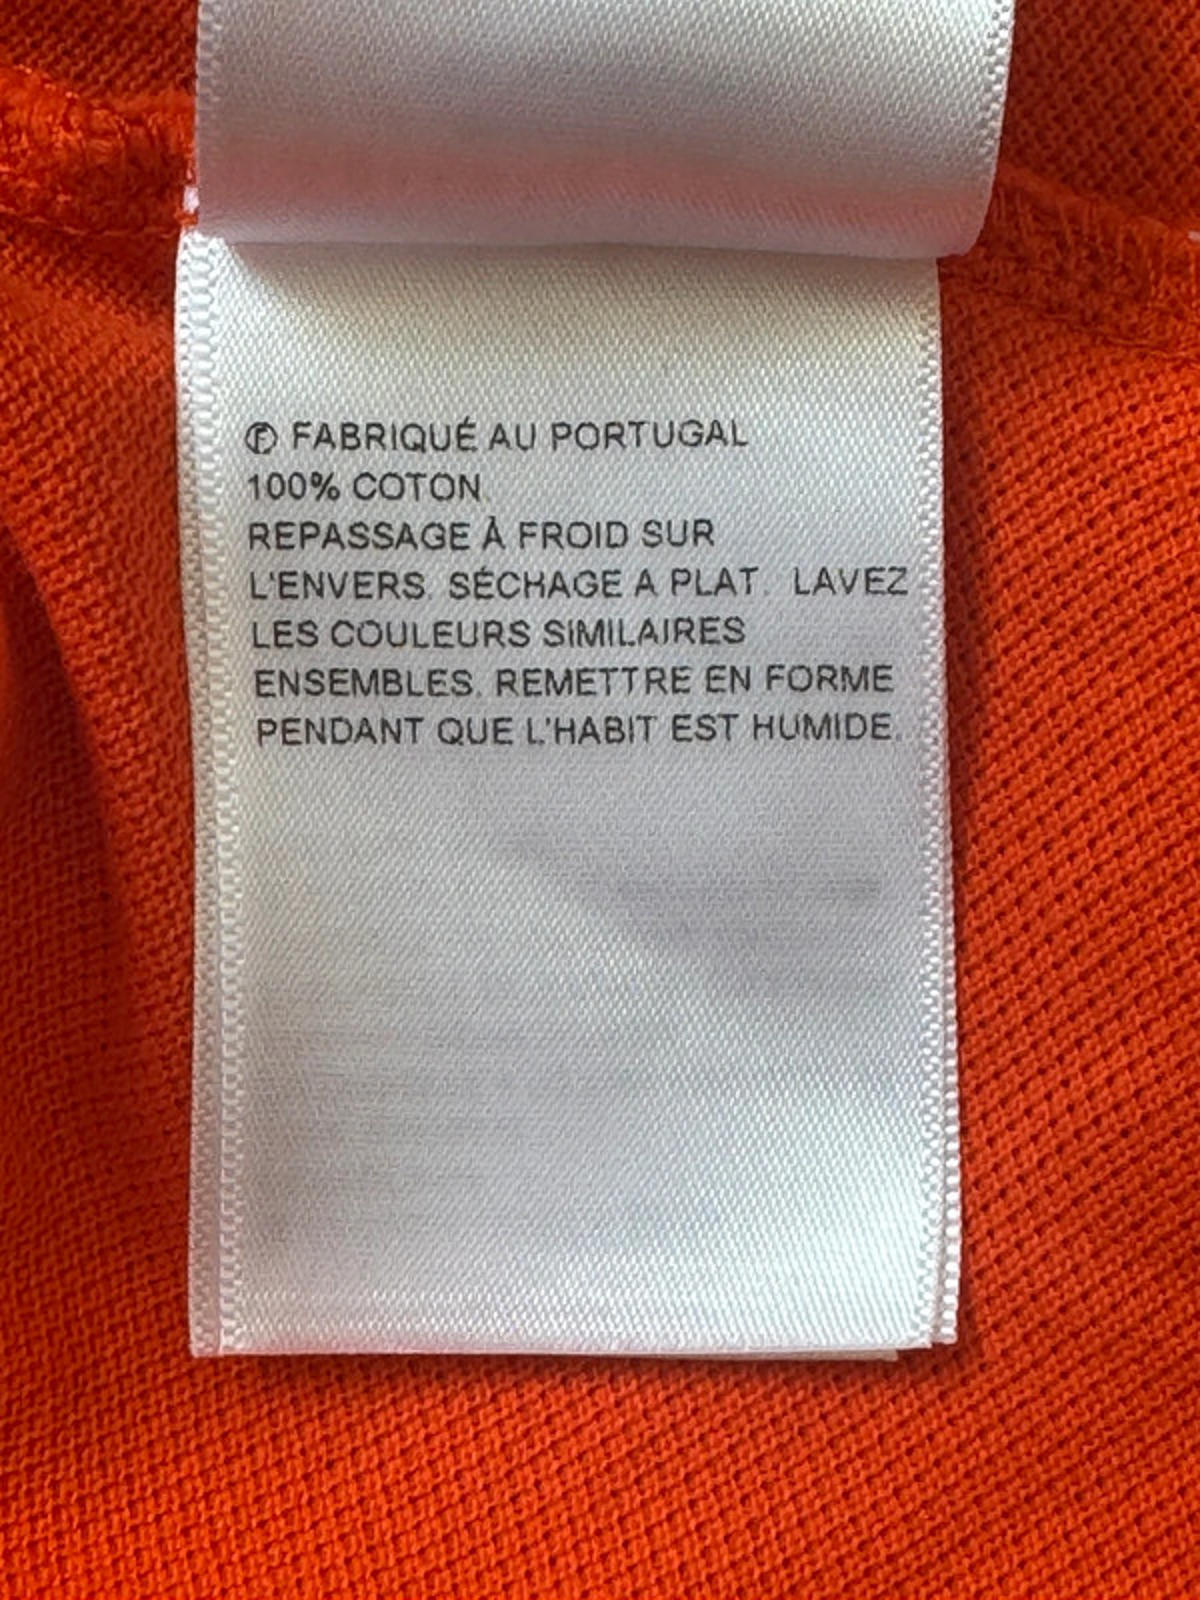 Ⓕ FABRIQUÉ AU PORTUGAL
100% COTON.
REPASSAGE À FROID SUR
L'ENVERS. SÉCHAGE A PLAT. LAVEZ
LES COULEURS SIMILAIRES
ENSEMBLES. REMETTRE EN FORME
PENDANT QUE L'HABIT EST HUMIDE.